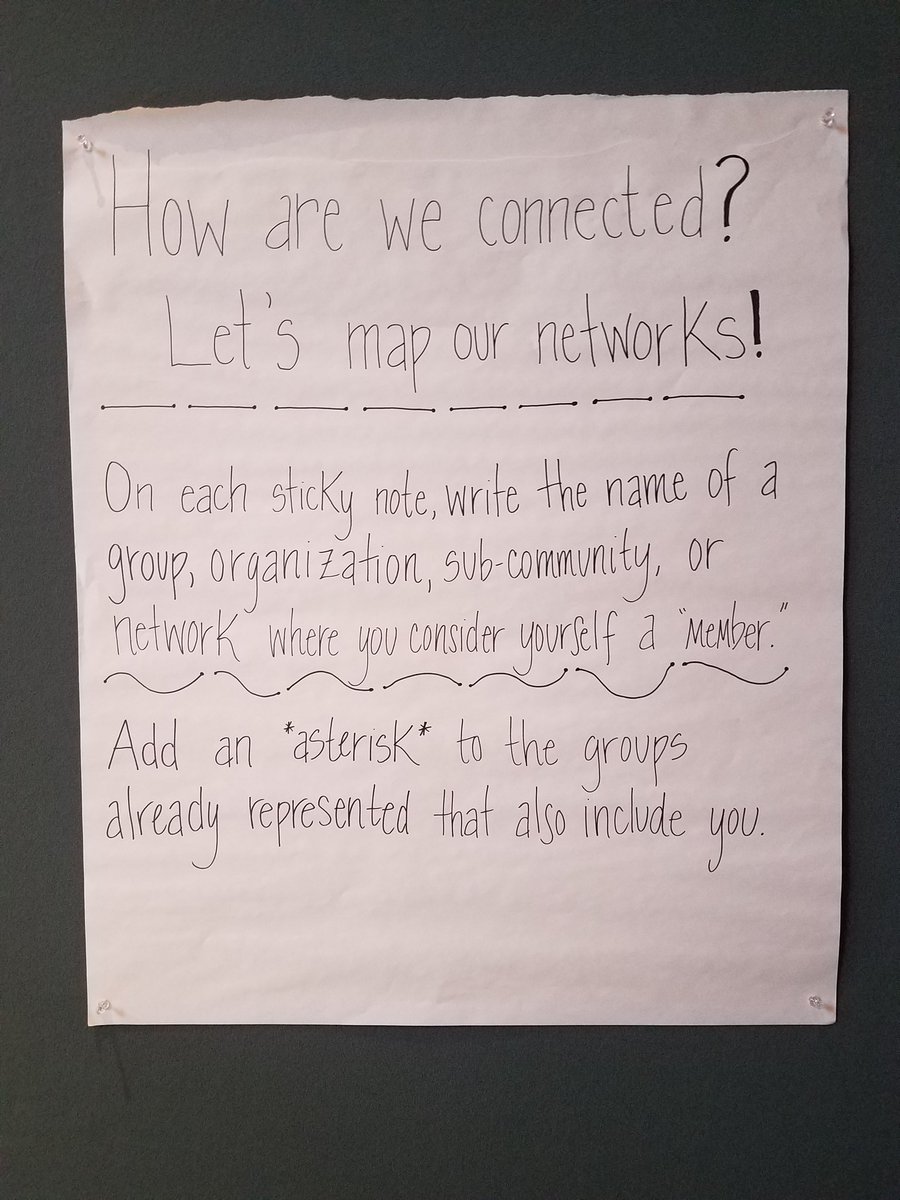 How are we connected?
Let's map our networks!
On each sticky note, write the name of a
group, organization, sub-community, or
network where you consider yourself a "member."
Add an *asterisk* to the groups
already represented that also include you.